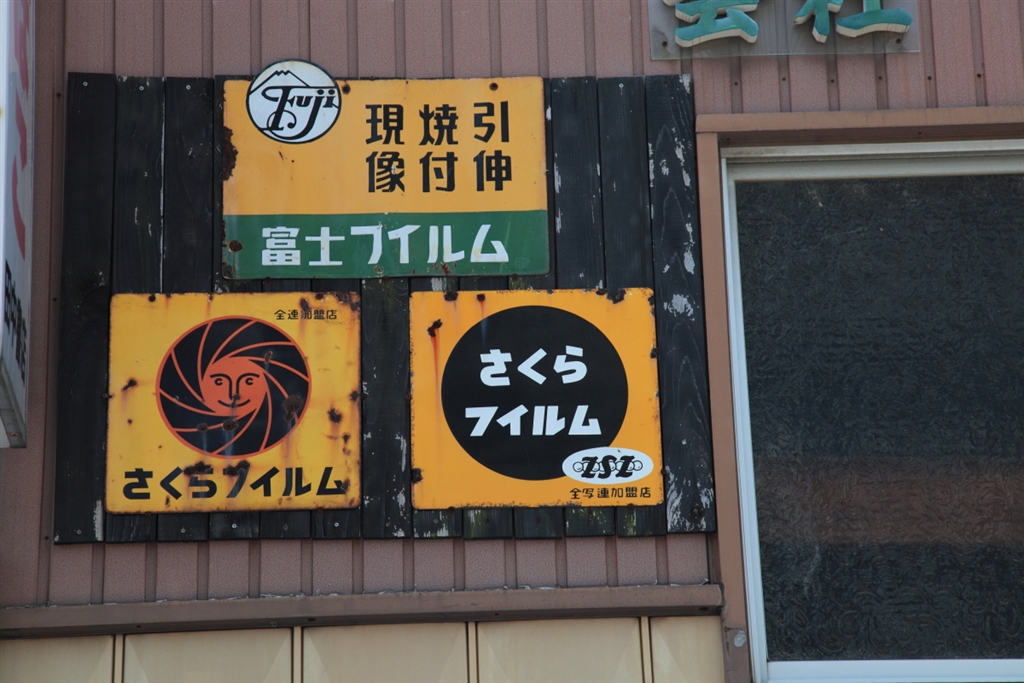 会社
Fuji
現像 焼付 引伸
富士フイルム
全連加盟店
さくらフイルム
さくら
フイルム
ZSZ
全写連加盟店